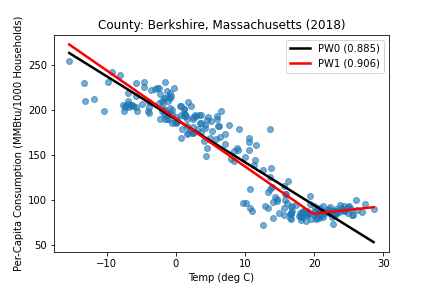 County: Berkshire, Massachusetts (2018)
PW0 (0.885)
PW1 (0.906)
Per-Capita Consumption (MMBtu/1000 Households)
250
200
150
100
50
−10
0
10
20
30
Temp (deg C)